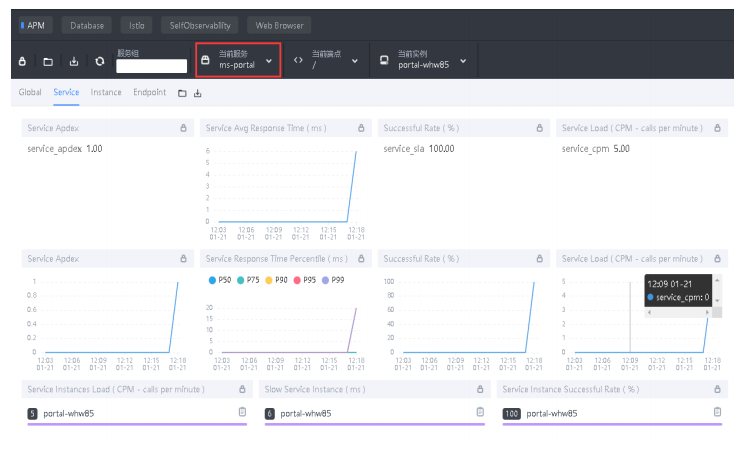 APM Database Istio SelfObservability Web Browser
服务组 当前服务 当前端点 当前实例
ms-portal / portal-whw85
Global Service Instance Endpoint
Service Apdex Service Avg Response Time ( ms ) Successful Rate ( % ) Service Load ( CPM - calls per minute )
service_apdex 1.00 service_sla 100.00 service_cpm 5.00
6
5
4
3
2
1
0
12:03 12:06 12:09 12:12 12:15 12:18
01-21 01-21 01-21 01-21 01-21 01-21
Service Apdex Service Response Time Percentile ( ms ) Successful Rate ( % ) Service Load ( CPM - calls per minute )
1
0.8
0.6
0.4
0.2
0
12:03 12:06 12:09 12:12 12:15 12:18
01-21 01-21 01-21 01-21 01-21 01-21
P50 P75 P90 P95 P99
20
15
10
5
0
12:03 12:06 12:09 12:12 12:15 12:18
01-21 01-21 01-21 01-21 01-21 01-21
100
80
60
40
20
0
12:03 12:06 12:09 12:12 12:15 12:18
01-21 01-21 01-21 01-21 01-21 01-21
5
4
3
2
1
0
12:09 01-21
service_cpm: 0
12:03 12:06 12:09 12:12 12:15 12:18
01-21 01-21 01-21 01-21 01-21 01-21
Service Instances Load ( CPM - calls per minute ) Slow Service Instance ( ms ) Service Instance Successful Rate ( % )
5 portal-whw85 6 portal-whw85 100 portal-whw85